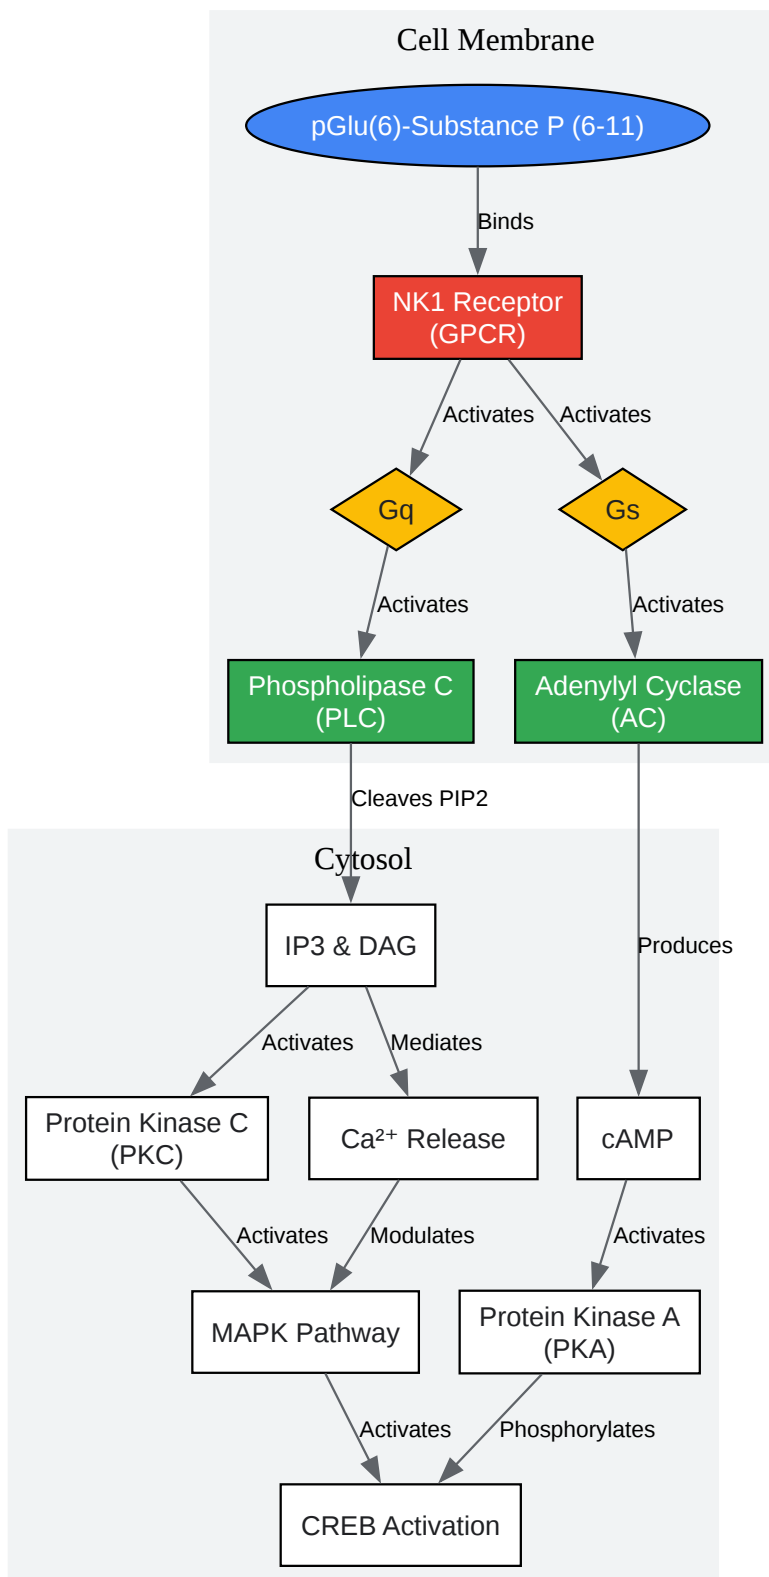 Cell Membrane
pGlu(6)-Substance P (6-11)
Binds
NK1 Receptor
(GPCR)
Activates
Activates
Gq
Gs
Activates
Activates
Phospholipase C
(PLC)
Adenylyl Cyclase
(AC)
Cleaves PIP2
Cytosol
IP3 & DAG
Produces
Activates
Mediates
Protein Kinase C
(PKC)
Ca²⁺ Release
cAMP
Activates
Modulates
Activates
MAPK Pathway
Protein Kinase A
(PKA)
Activates
Phosphorylates
CREB Activation